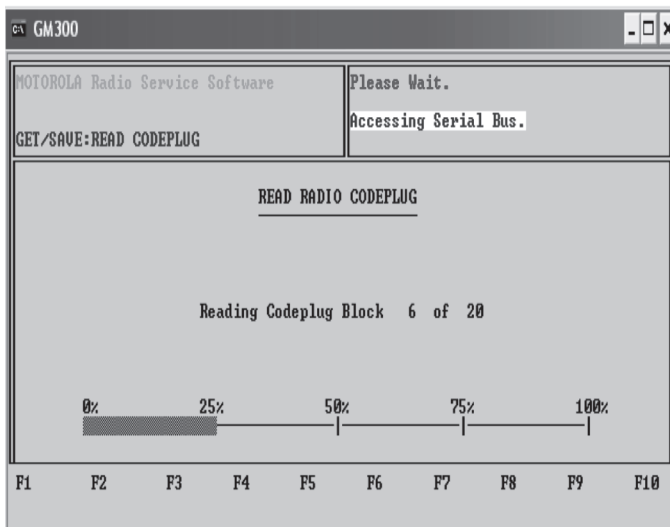 GM300
MOTOROLA Radio Service Software
GET/SAVE:READ CODEPLUG
Please Wait.
Accessing Serial Bus.
READ RADIO CODEPLUG
Reading Codeplug Block 6 of 20
0% 25% 50% 75% 100%
F1 F2 F3 F4 F5 F6 F7 F8 F9 F10